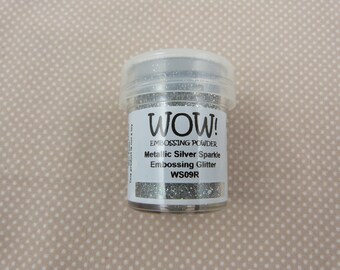 WOW!
EMBOSSING POWDER
Metallic Silver Sparkle
Embossing Glitter
WS09R